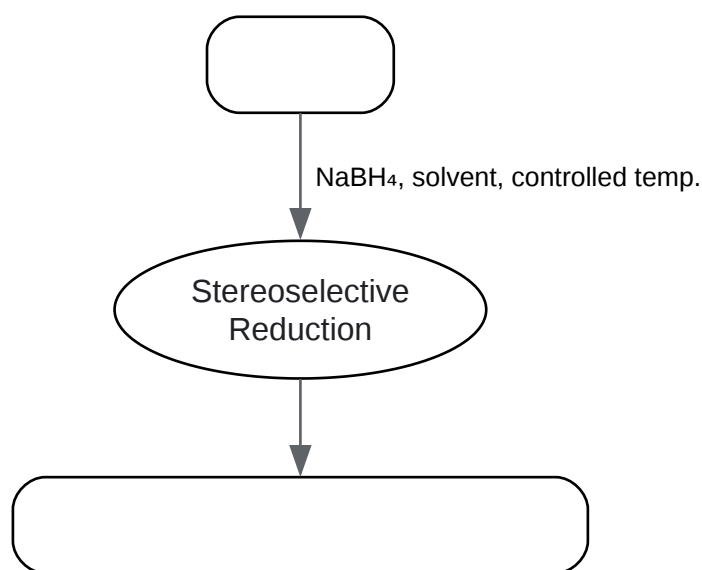 NaBH₄, solvent, controlled temp.
Stereoselective
Reduction